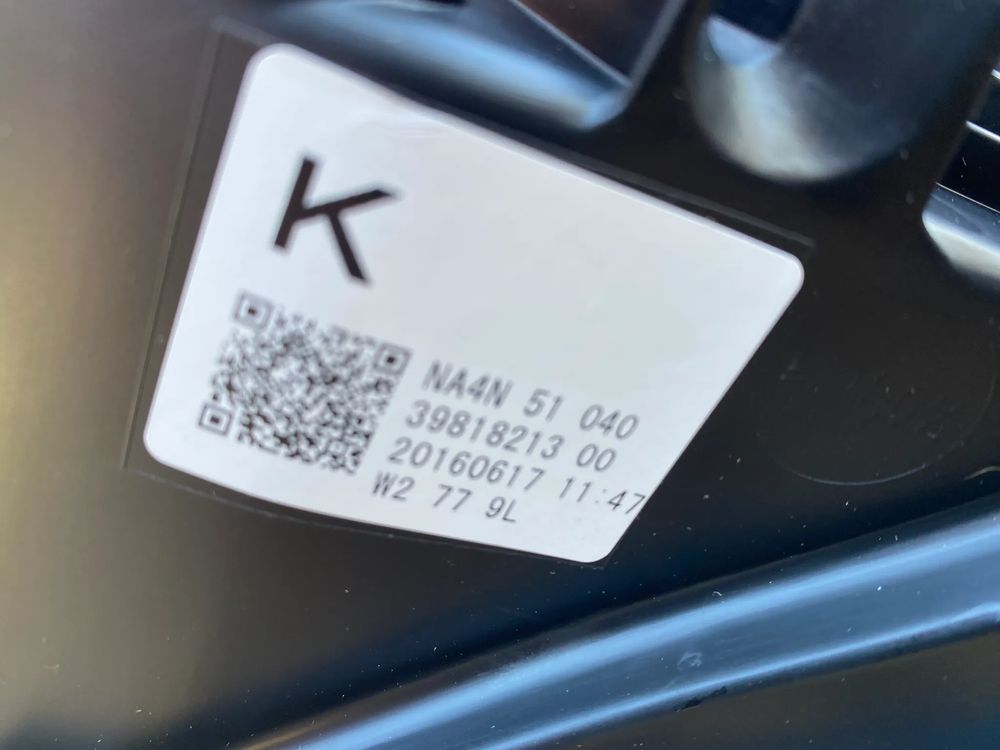 K
NA4N 51 040
39818213 00
20160617 11:47
W2 77 9L